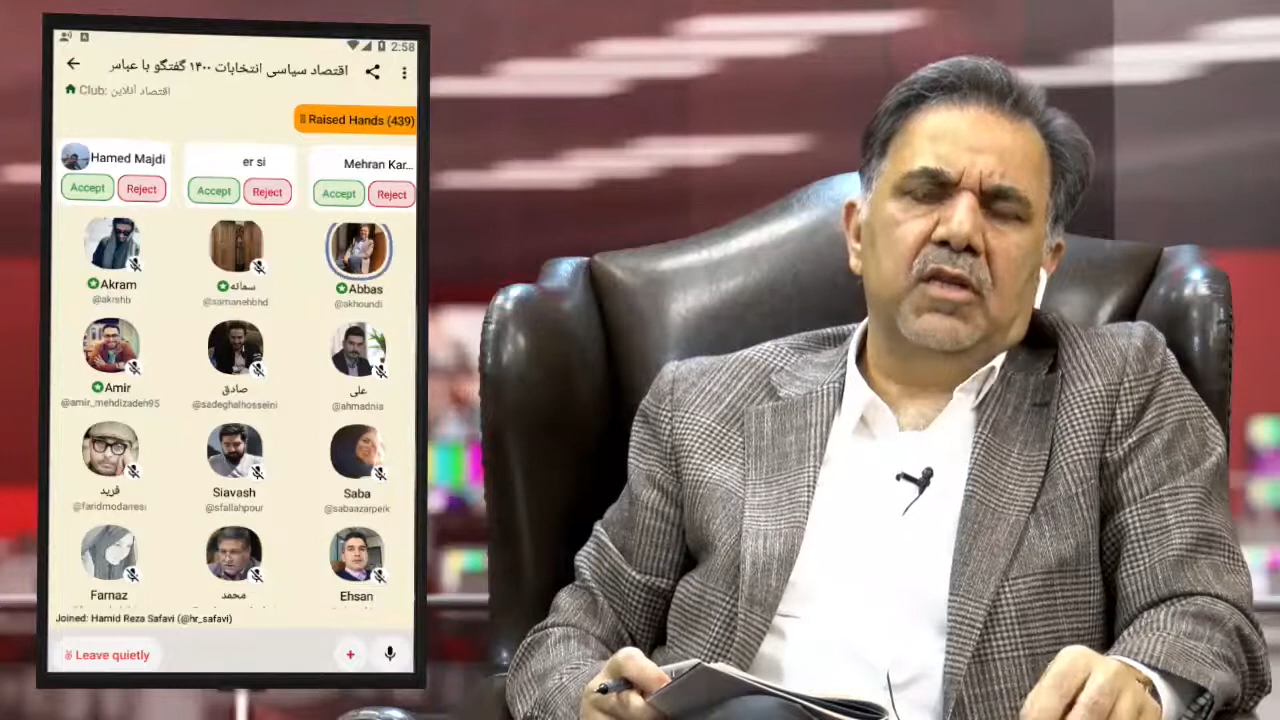 2:58
اقتصاد سیاسی انتخابات ۱۴۰۰ گفتگو با عباس
Club: اقتصاد آنلاین
Raised Hands (439)
Hamed Majdi
er si
Mehran Kar...
Accept Reject
Accept Reject
Accept Reject
Akram
سمانه
Abbas
@akrshb
@samanehbhd
@akhoundi
Amir
صادق
علی
@amir_mehdizadeh95
@sadeghalhosseini
@ahmadnia
فرید
Siavash
Saba
@faridmodarresi
@sfallahpour
@sabaazarpeik
Farnaz
محمد
Ehsan
Joined: Hamid Reza Safavi (@hr_safavi)
Leave quietly